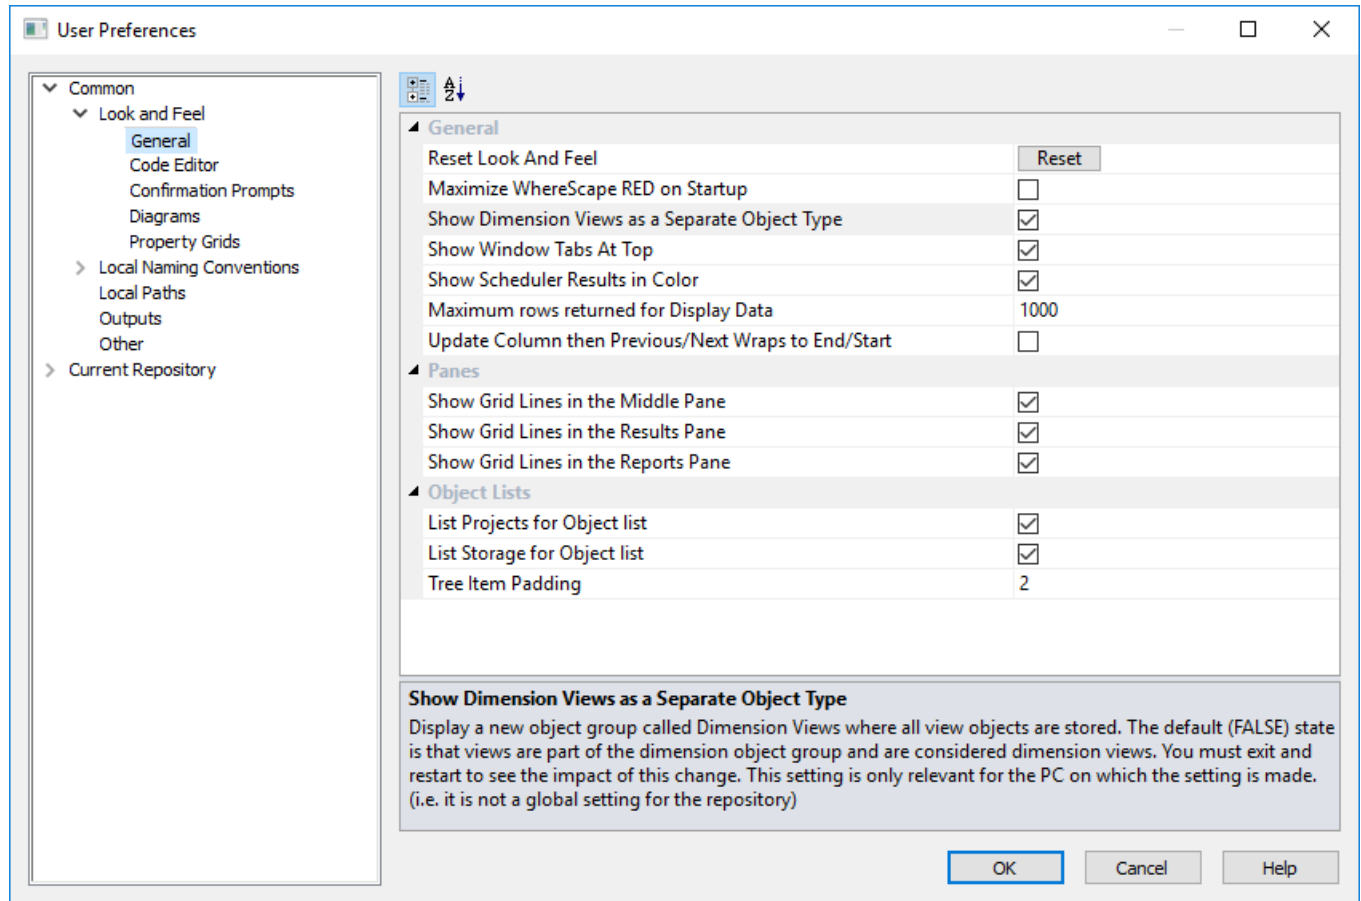 User Preferences
Common
Look and Feel
General
Code Editor
Confirmation Prompts
Diagrams
Property Grids
Local Naming Conventions
Local Paths
Outputs
Other
Current Repository
General
Reset Look And Feel Reset
Maximize WhereScape RED on Startup
Show Dimension Views as a Separate Object Type
Show Window Tabs At Top
Show Scheduler Results in Color
Maximum rows returned for Display Data 1000
Update Column then Previous/Next Wraps to End/Start
Panes
Show Grid Lines in the Middle Pane
Show Grid Lines in the Results Pane
Show Grid Lines in the Reports Pane
Object Lists
List Projects for Object list
List Storage for Object list
Tree Item Padding 2
Show Dimension Views as a Separate Object Type
Display a new object group called Dimension Views where all view objects are stored. The default (FALSE) state
is that views are part of the dimension object group and are considered dimension views. You must exit and
restart to see the impact of this change. This setting is only relevant for the PC on which the setting is made.
(i.e. it is not a global setting for the repository)
OK Cancel Help